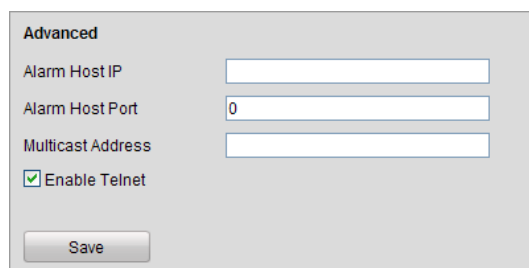 Advanced
Alarm Host IP
Alarm Host Port 0
Multicast Address
Enable Telnet
Save